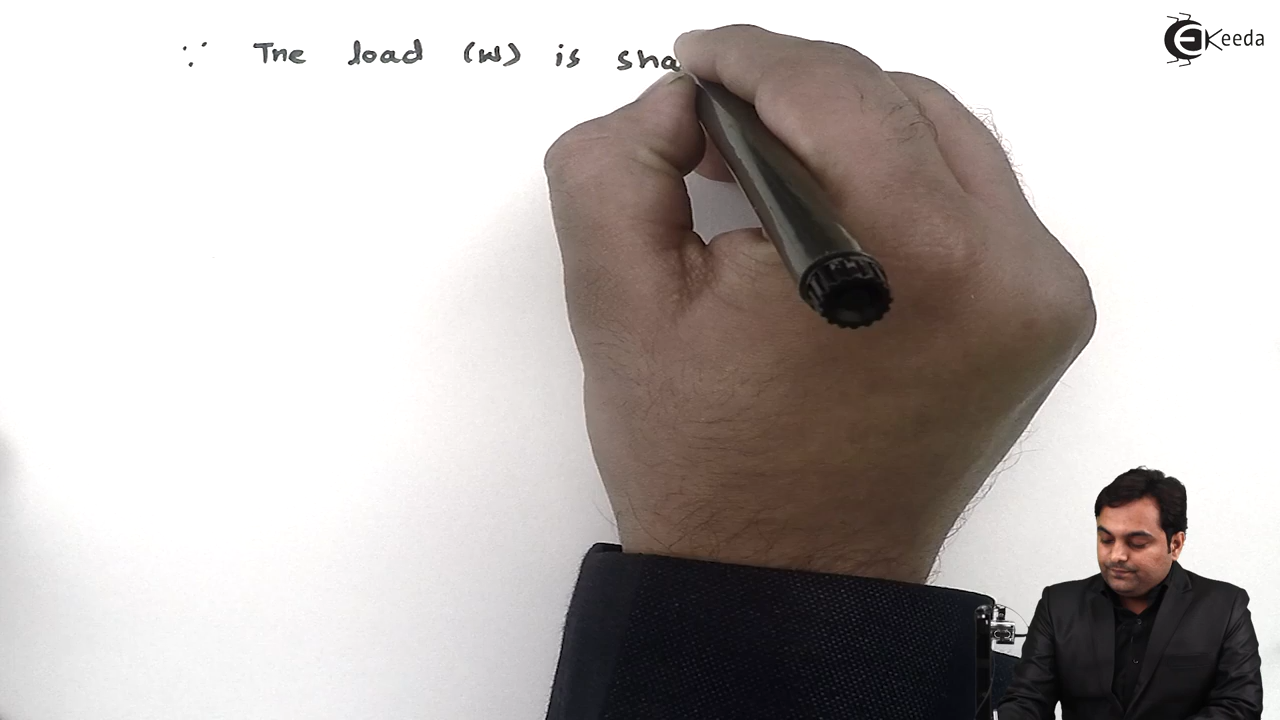 ∵ The load (W) is sha
EKeeda